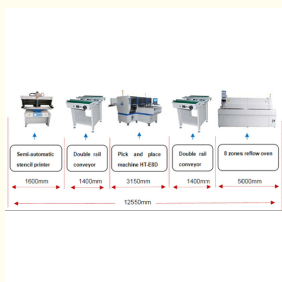 Semi-automatic
stencil printer
Double rail
conveyor
Pick and place
machine HT-E8D
Double rail
conveyor
8 zones reflow oven
1600mm
1400mm
3150mm
1400mm
5000mm
12550mm